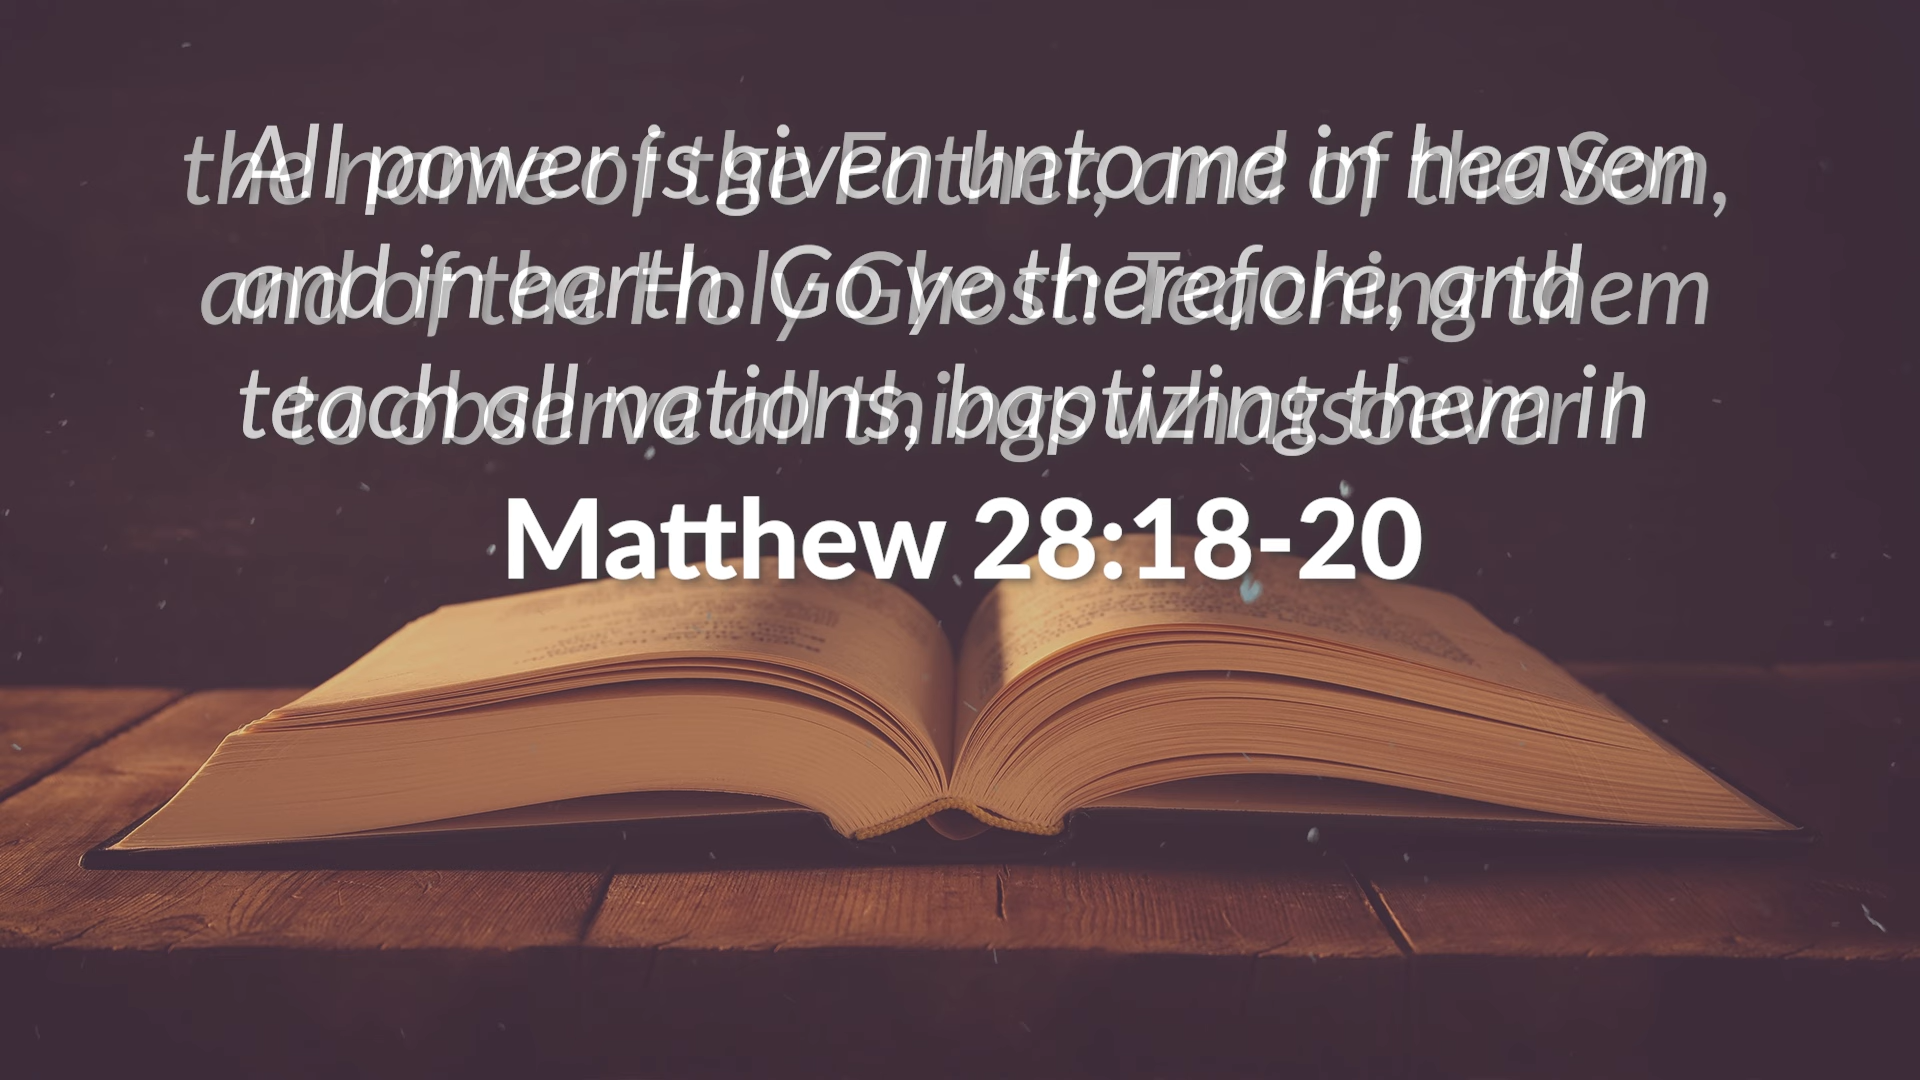 All power is given unto me in heaven
and in earth. Go ye therefore, and
teach all nations, baptizing them in
the name of the Father, and of the Son,
and of the Holy Ghost: Teaching them
to observe all things whatsoever I
Matthew 28:18-20